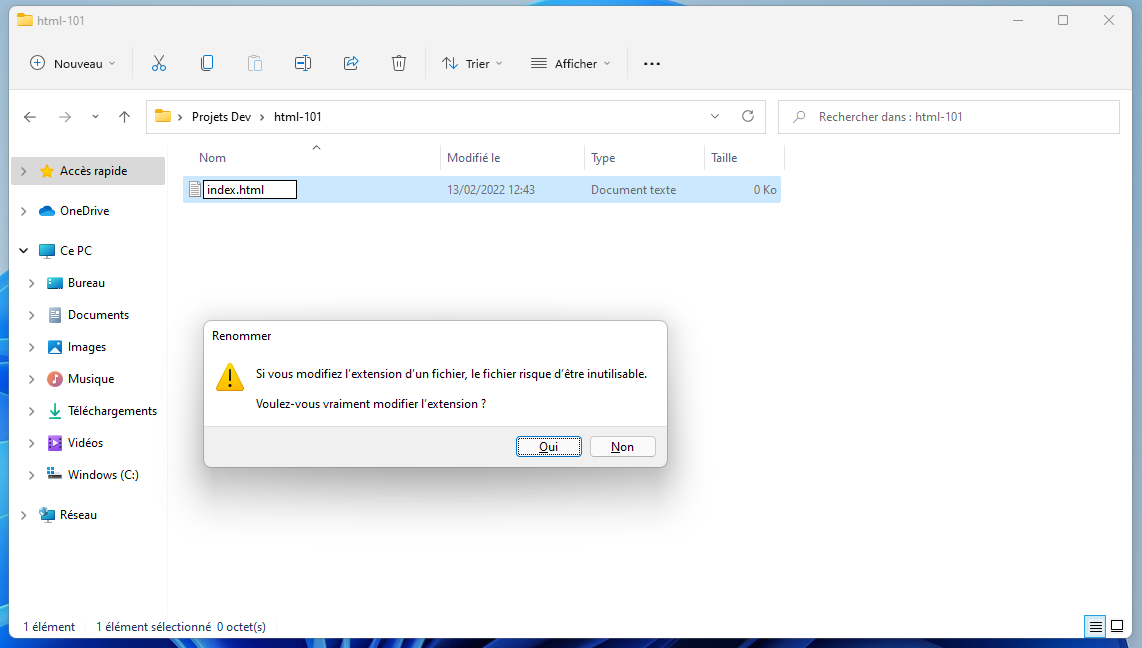 html-101
Nouveau
Trier
Afficher
Projets Dev
html-101
Rechercher dans : html-101
Nom
Modifié le
Type
Taille
index.html
13/02/2022 12:43
Document texte
0 Ko
Accès rapide
OneDrive
Ce PC
Bureau
Documents
Images
Musique
Téléchargements
Vidéos
Windows (C:)
Réseau
Renommer
Si vous modifiez l'extension d'un fichier, le fichier risque d'être inutilisable.
Voulez-vous vraiment modifier l'extension ?
Oui
Non
1 élément
1 élément sélectionné 0 octet(s)